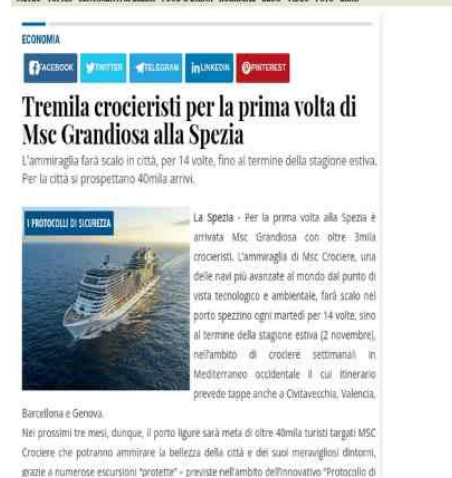 ECONOMIA
FACEBOOK TWITTER TELEGRAM LINKEDIN PINTEREST
Tremila crocieristi per la prima volta di
Msc Grandiosa alla Spezia
L'ammiraglia farà scalo in città, per 14 volte, fino al termine della stagione estiva.
Per la città si prospettano 40mila arrivi.
I PROTOCOLLI DI SICUREZZA
La Spezia - Per la prima volta alla Spezia è
arrivata Msc Grandiosa con oltre 3mila
crocieristi. L'ammiraglia di Msc Crociere, una
delle navi più avanzate al mondo dal punto di
vista tecnologico e ambientale, farà scalo nel
porto spezzino ogni martedì per 14 volte, sino
al termine della stagione estiva (2 novembre),
nell'ambito di crociere settimanali in
Mediterraneo occidentale il cui itinerario
prevede tappe anche a Civitavecchia, Valencia,
Barcellona e Genova.
Nei prossimi tre mesi, dunque, il porto ligure sarà meta di oltre 40mila turisti targati MSC
Crociere che potranno ammirare la bellezza della città e dei suoi meravigliosi dintorni,
grazie a numerose escursioni "protette" – previste nell'ambito dell'innovativo "Protocollo di